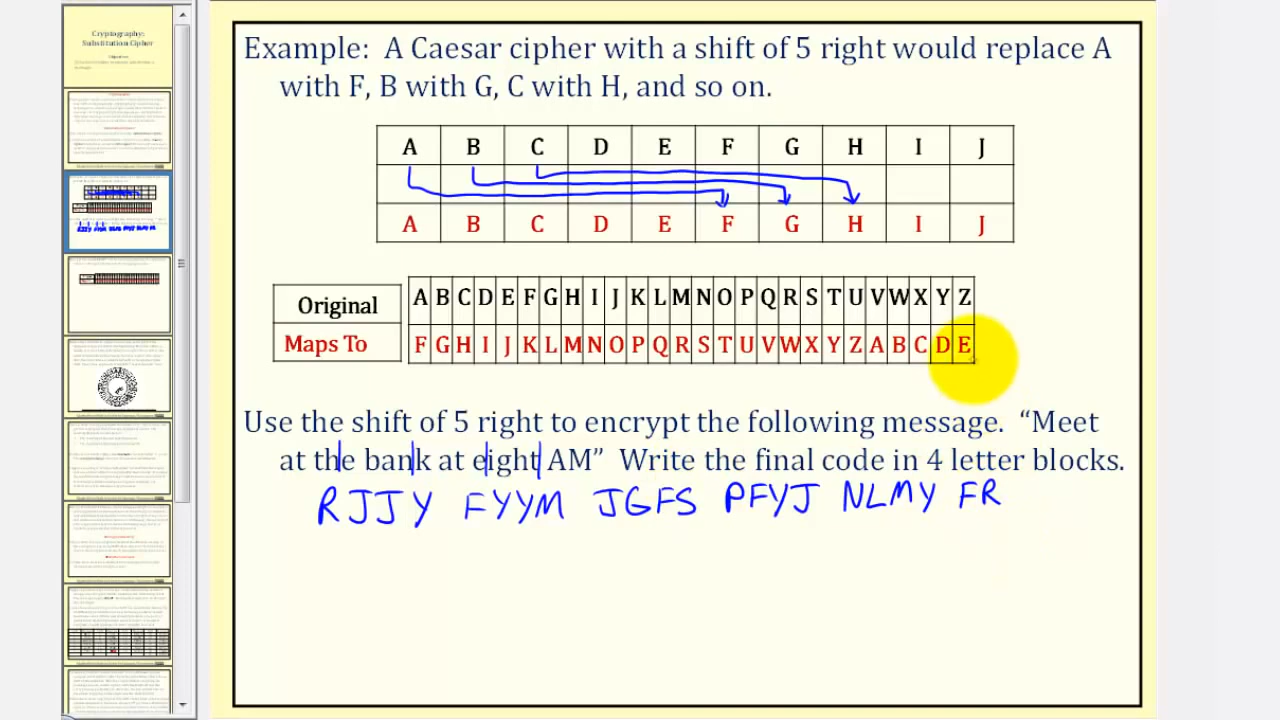 Cryptography:
Substitution Cipher
Example: A Caesar cipher with a shift of 5 right would replace A
with F, B with G, C with H, and so on.
A B C D E F G H I J
A B C D E F G H I J
Original A B C D E F G H I J K L M N O P Q R S T U V W X Y Z
Maps To F G H I J K L M N O P Q R S T U V W X Y Z A B C D E
Use the shift of 5 right to encrypt the following message. “Meet
at the bank at eight AM” Write the final code in 4 letter blocks.
RJJY FYYM JGFS PFYJ NLMY FR